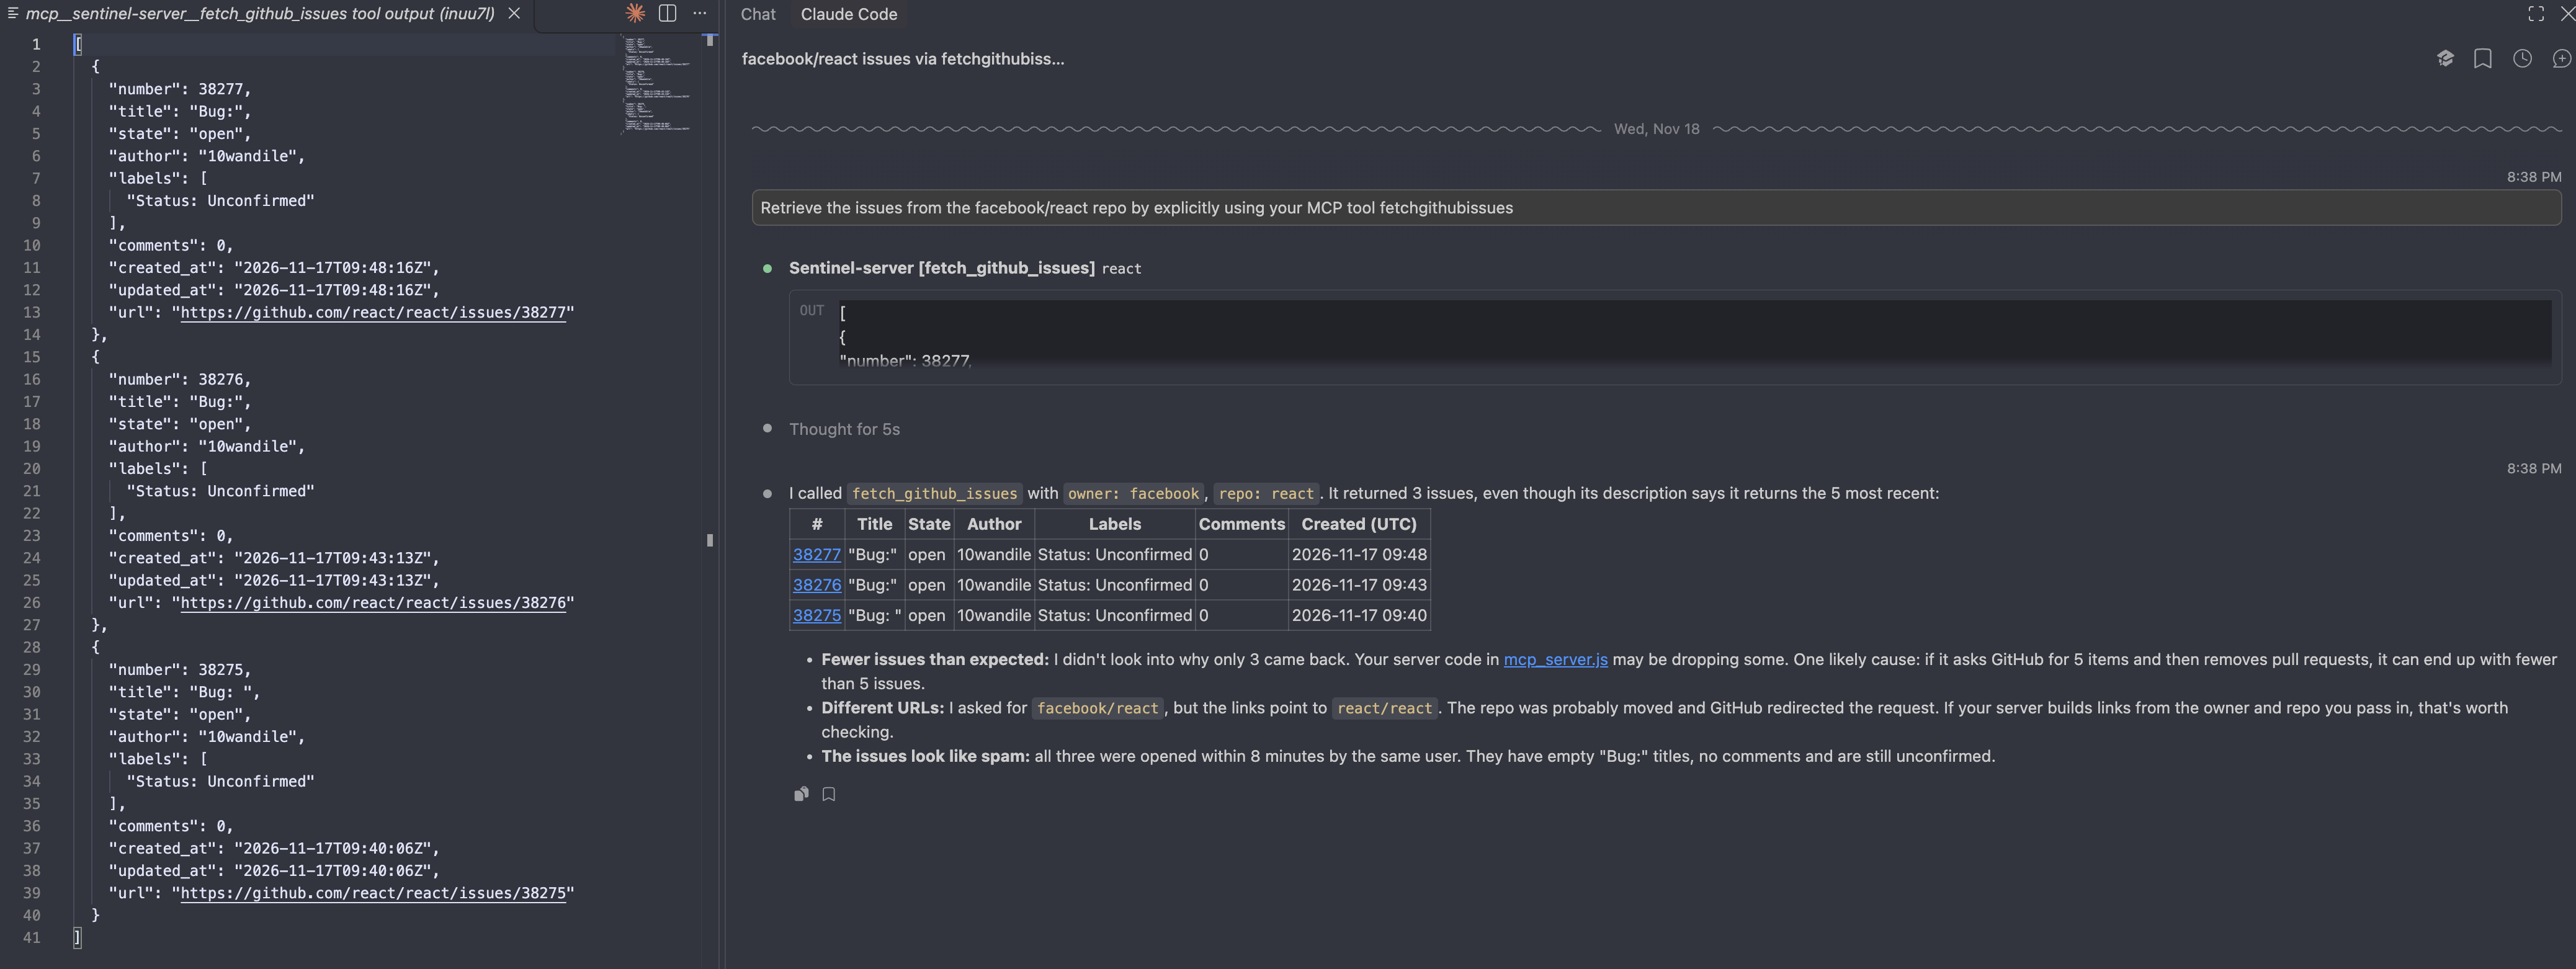 mcp__sentinel-server__fetch_github_issues tool output (inuu7l)
1 [
2 {
3 "number": 38277,
4 "title": "Bug:",
5 "state": "open",
6 "author": "10wandile",
7 "labels": [
8 "Status: Unconfirmed"
9 ],
10 "comments": 0,
11 "created_at": "2026-11-17T09:48:16Z",
12 "updated_at": "2026-11-17T09:48:16Z",
13 "url": "https://github.com/react/react/issues/38277"
14 },
15 {
16 "number": 38276,
17 "title": "Bug:",
18 "state": "open",
19 "author": "10wandile",
20 "labels": [
21 "Status: Unconfirmed"
22 ],
23 "comments": 0,
24 "created_at": "2026-11-17T09:43:13Z",
25 "updated_at": "2026-11-17T09:43:13Z",
26 "url": "https://github.com/react/react/issues/38276"
27 },
28 {
29 "number": 38275,
30 "title": "Bug: ",
31 "state": "open",
32 "author": "10wandile",
33 "labels": [
34 "Status: Unconfirmed"
35 ],
36 "comments": 0,
37 "created_at": "2026-11-17T09:40:06Z",
38 "updated_at": "2026-11-17T09:40:06Z",
39 "url": "https://github.com/react/react/issues/38275"
40 }
41 ]
Chat Claude Code
facebook/react issues via fetchgithubiss...
Wed, Nov 18
8:38 PM
Retrieve the issues from the facebook/react repo by explicitly using your MCP tool fetchgithubissues
Sentinel-server [fetch_github_issues] react
OUT [
{
"number": 38277,
Thought for 5s
8:38 PM
I called fetch_github_issues with owner: facebook, repo: react. It returned 3 issues, even though its description says it returns the 5 most recent:
# Title State Author Labels Comments Created (UTC)
38277 "Bug:" open 10wandile Status: Unconfirmed 0 2026-11-17 09:48
38276 "Bug:" open 10wandile Status: Unconfirmed 0 2026-11-17 09:43
38275 "Bug: " open 10wandile Status: Unconfirmed 0 2026-11-17 09:40
• Fewer issues than expected: I didn't look into why only 3 came back. Your server code in mcp_server.js may be dropping some. One likely cause: if it asks GitHub for 5 items and then removes pull requests, it can end up with fewer
than 5 issues.
• Different URLs: I asked for facebook/react, but the links point to react/react. The repo was probably moved and GitHub redirected the request. If your server builds links from the owner and repo you pass in, that's worth
checking.
• The issues look like spam: all three were opened within 8 minutes by the same user. They have empty "Bug:" titles, no comments and are still unconfirmed.